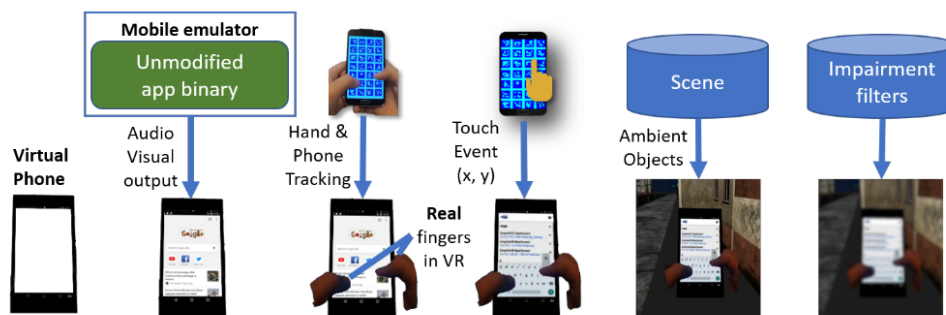 Mobile emulator
Unmodified
app binary
Scene
Impairment
filters
Audio
Visual
output
Hand &
Phone
Tracking
Touch
Event
(x, y)
Ambient
Objects
Virtual
Phone
Real
fingers
in VR
Google